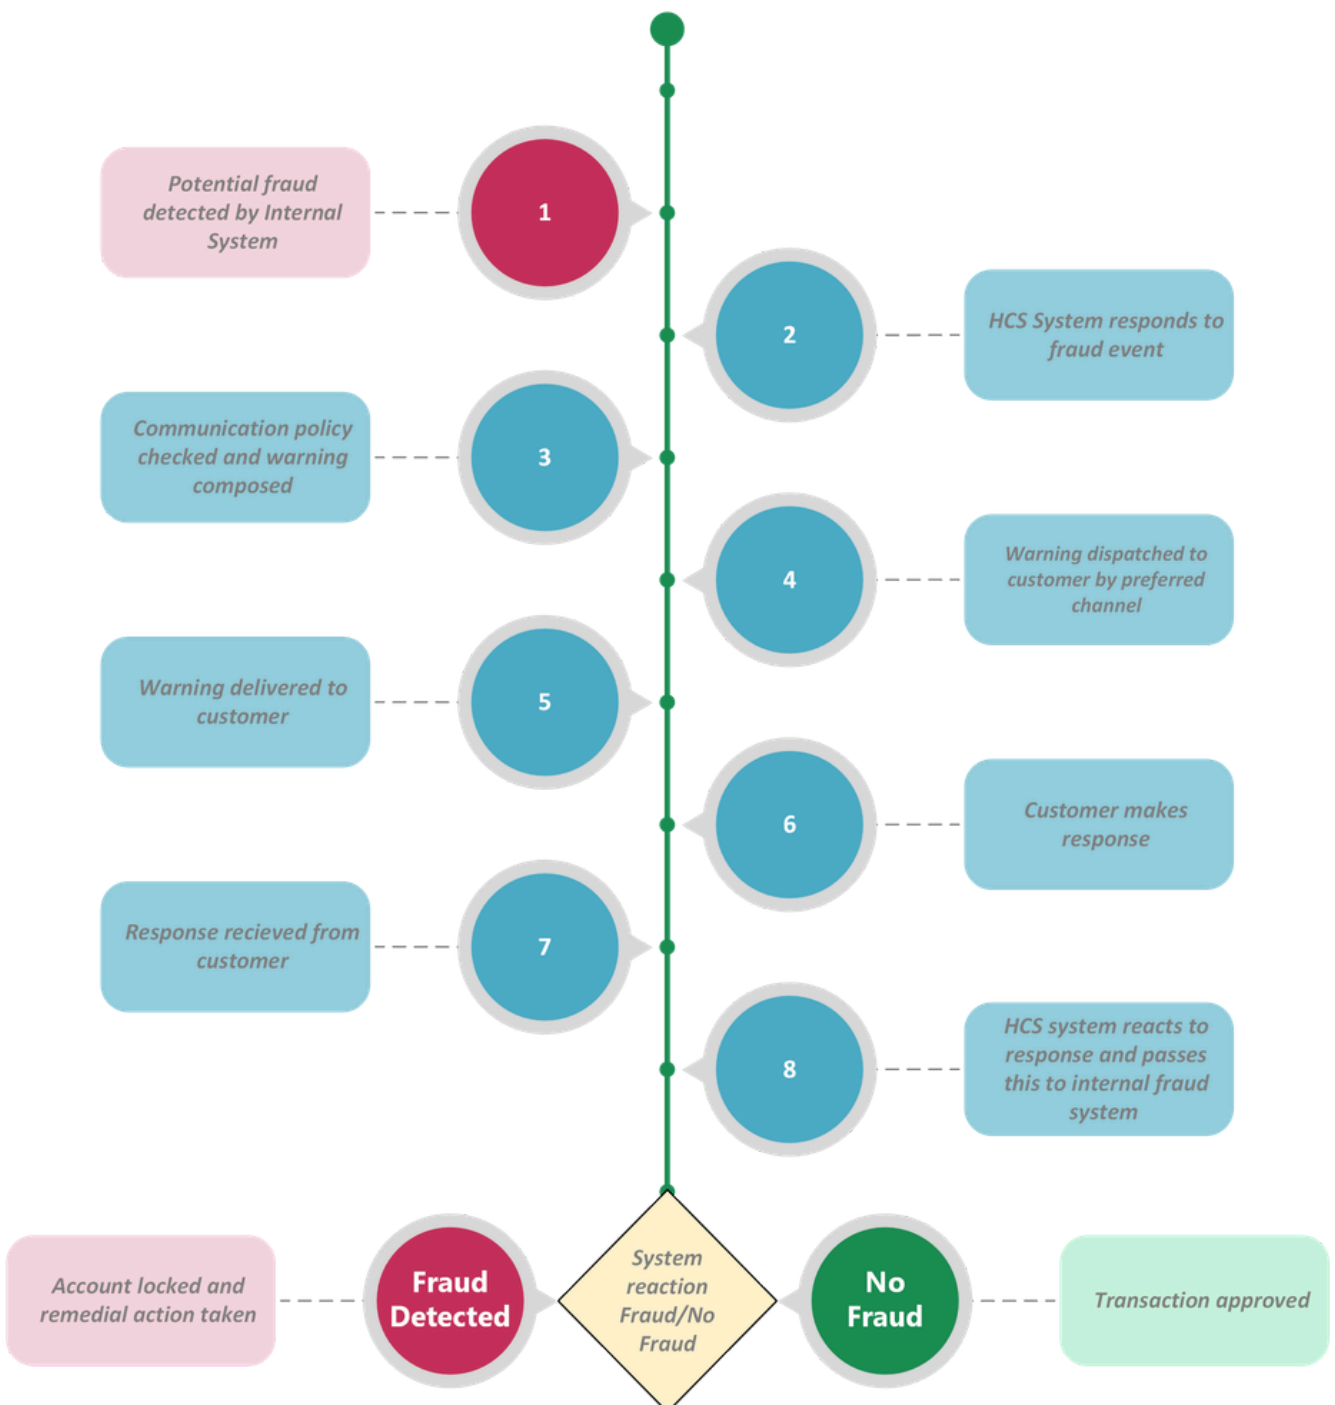 Potential fraud
detected by Internal
System
1
2
HCS System responds to
fraud event
Communication policy
checked and warning
composed
3
4
Warning dispatched to
customer by preferred
channel
Warning delivered to
customer
5
6
Customer makes
response
Response recieved from
customer
7
8
HCS system reacts to
response and passes
this to internal fraud
system
Account locked and
remedial action taken
Fraud
Detected
System
reaction
Fraud/No
Fraud
No
Fraud
Transaction approved